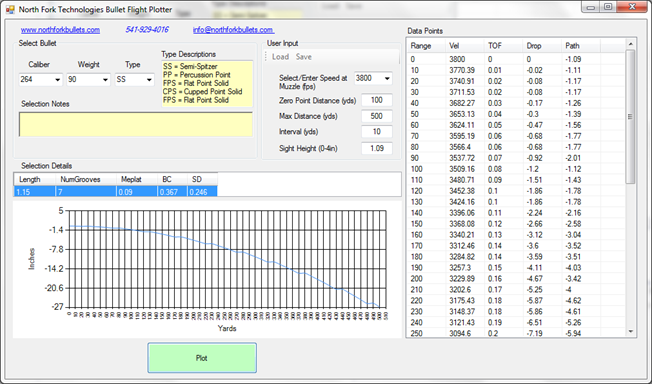 North Fork Technologies Bullet Flight Plotter
www.northforkbullets.com 541-929-4016 info@northforkbullets.com
Select Bullet
Caliber Weight Type
264 90 SS
Type Descriptions
SS = Semi-Spitzer
PP = Percussion Point
FPS = Flat Point Solid
CPS = Cupped Point Solid
FPS = Round Point Solid
Selection Notes
User Input
Load Save
Select/Enter Speed at Muzzle (fps) 3800
Zero Point Distance (yds) 100
Max Distance (yds) 500
Interval (yds) 10
Sight Height (0-4in) 1.09
Selection Details
Length NumGrooves Meplat BC SD
1.15 7 0.09 0.367 0.246
Inches
5
-1.4
-7.8
-14.2
-20.6
-27
0 10 20 30 40 50 60 70 80 90 100 110 120 130 140 150 160 170 180 190 200 210 220 230 240 250 260 270 280 290 300 310 320 330 340 350 360 370 380 390 400 410 420 430 440 450 460 470 480 490 500 510
Yards
Plot
Data Points
Range Vel TOF Drop Path
0 3800 0 0 -1.09
10 3770.39 0.01 -0.02 -1.11
20 3740.91 0.02 -0.08 -1.17
30 3711.53 0.02 -0.08 -1.17
40 3682.27 0.03 -0.17 -1.26
50 3653.13 0.04 -0.3 -1.39
60 3624.11 0.05 -0.47 -1.56
70 3595.19 0.06 -0.68 -1.77
80 3566.4 0.06 -0.68 -1.77
90 3537.72 0.07 -0.92 -2.01
100 3509.16 0.08 -1.2 -1.12
110 3480.71 0.09 -1.51 -1.43
120 3452.38 0.1 -1.86 -1.78
130 3424.16 0.1 -1.86 -1.78
140 3396.06 0.11 -2.24 -2.16
150 3368.08 0.12 -2.66 -2.58
160 3340.21 0.13 -3.12 -3.04
170 3312.46 0.14 -3.6 -3.52
180 3284.82 0.14 -3.59 -3.51
190 3257.3 0.15 -4.11 -4.03
200 3229.89 0.16 -4.67 -3.42
210 3202.6 0.17 -5.25 -4
220 3175.43 0.18 -5.87 -4.62
230 3148.37 0.18 -5.86 -4.61
240 3121.43 0.19 -6.51 -5.26
250 3094.6 0.2 -7.19 -5.94